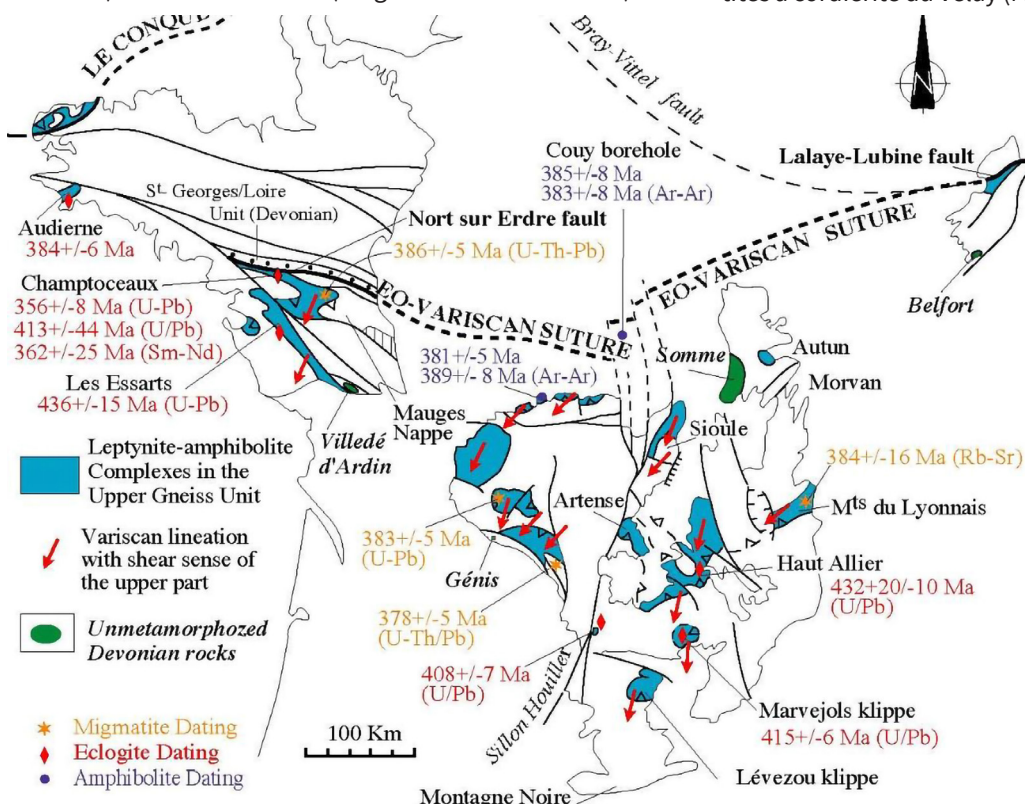 LE CONQUE
Bray-Vittel fault
N
Couy borehole
385+/-8 Ma
383+/-8 Ma (Ar-Ar)
Lalaye-Lubine fault
St. Georges/Loire
Unit (Devonian)
Nort sur Erdre fault
386+/-5 Ma (U-Th-Pb)
Audierne
384+/-6 Ma
EO-VARISCAN SUTURE
EO-VARISCAN SUTURE
Belfort
Champtoceaux
356+/-8 Ma (U-Pb)
413+/-44 Ma (U/Pb)
362+/-25 Ma (Sm-Nd)
Les Essarts
436+/-15 Ma (U-Pb)
381+/-5 Ma
389+/- 8 Ma (Ar-Ar)
Somme
Autun
Morvan
Mauges
Nappe
Villedé
d'Ardin
Sioule
Leptynite-amphibolite
Complexes in the
Upper Gneiss Unit
384+/-16 Ma (Rb-Sr)
Mts du Lyonnais
Artense
Variscan lineation
with shear sense of
the upper part
383+/-5 Ma
(U-Pb)
Génis
Haut Allier
432+20/-10 Ma
(U/Pb)
378+/-5 Ma
(U-Th/Pb)
Unmetamorphozed
Devonian rocks
408+/-7 Ma
(U/Pb)
Sillon Houiller
Marvejols klippe
415+/-6 Ma (U/Pb)
Migmatite Dating
Eclogite Dating
Amphibolite Dating
100 Km
Lévezou klippe
Montagne Noire